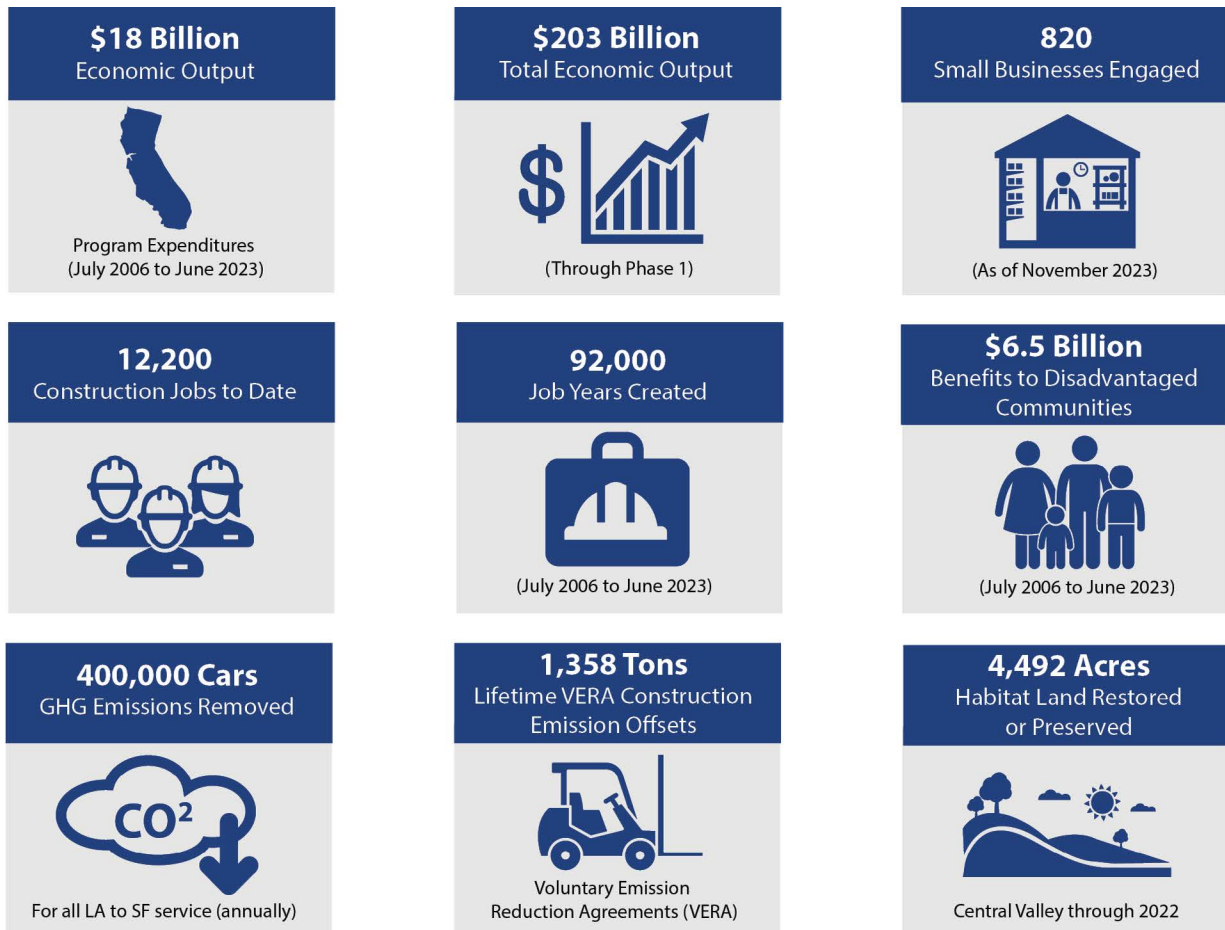 $18 Billion
Economic Output
Program Expenditures
(July 2006 to June 2023)
$203 Billion
Total Economic Output
$
(Through Phase 1)
820
Small Businesses Engaged
(As of November 2023)
12,200
Construction Jobs to Date
92,000
Job Years Created
(July 2006 to June 2023)
$6.5 Billion
Benefits to Disadvantaged
Communities
(July 2006 to June 2023)
400,000 Cars
GHG Emissions Removed
CO²
For all LA to SF service (annually)
1,358 Tons
Lifetime VERA Construction
Emission Offsets
Voluntary Emission
Reduction Agreements (VERA)
4,492 Acres
Habitat Land Restored
or Preserved
Central Valley through 2022